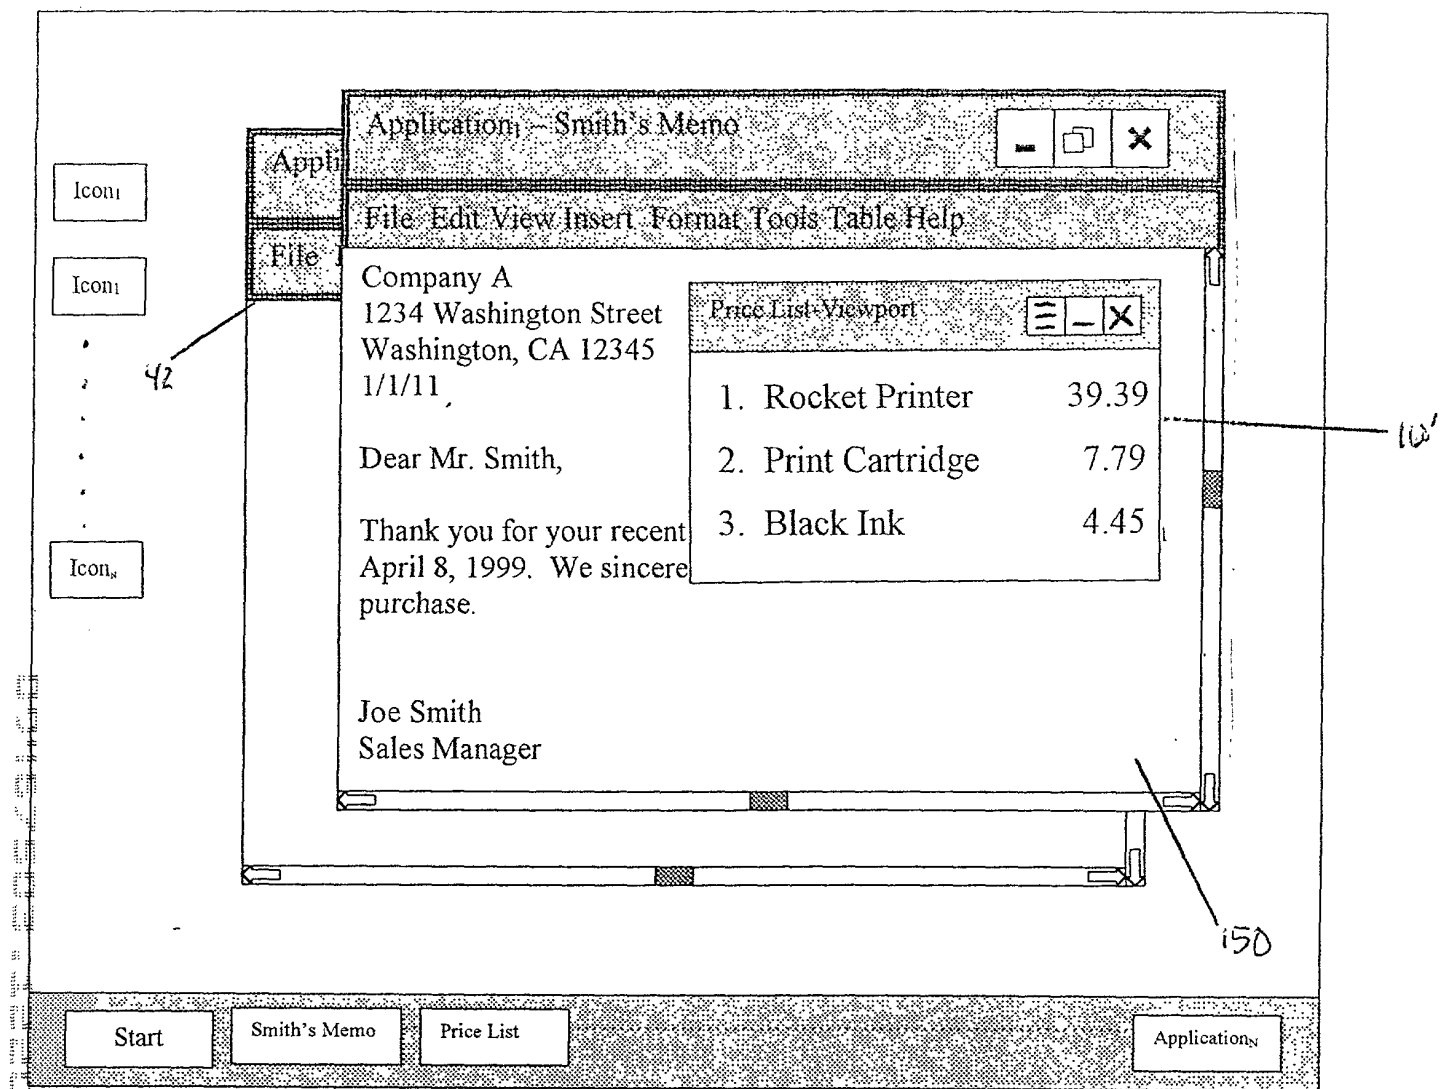 Application₁ – Smith's Memo
Appli
File Edit View Insert Format Tools Table Help
File
Icon₁
Icon₁
Iconₙ
42
Company A
1234 Washington Street
Washington, CA 12345
1/1/11
Dear Mr. Smith,
Thank you for your recent
April 8, 1999. We sincere
purchase.
Joe Smith
Sales Manager
Price List-Viewport
1. Rocket Printer 39.39
2. Print Cartridge 7.79
3. Black Ink 4.45
150
Start
Smith's Memo
Price List
Application_N